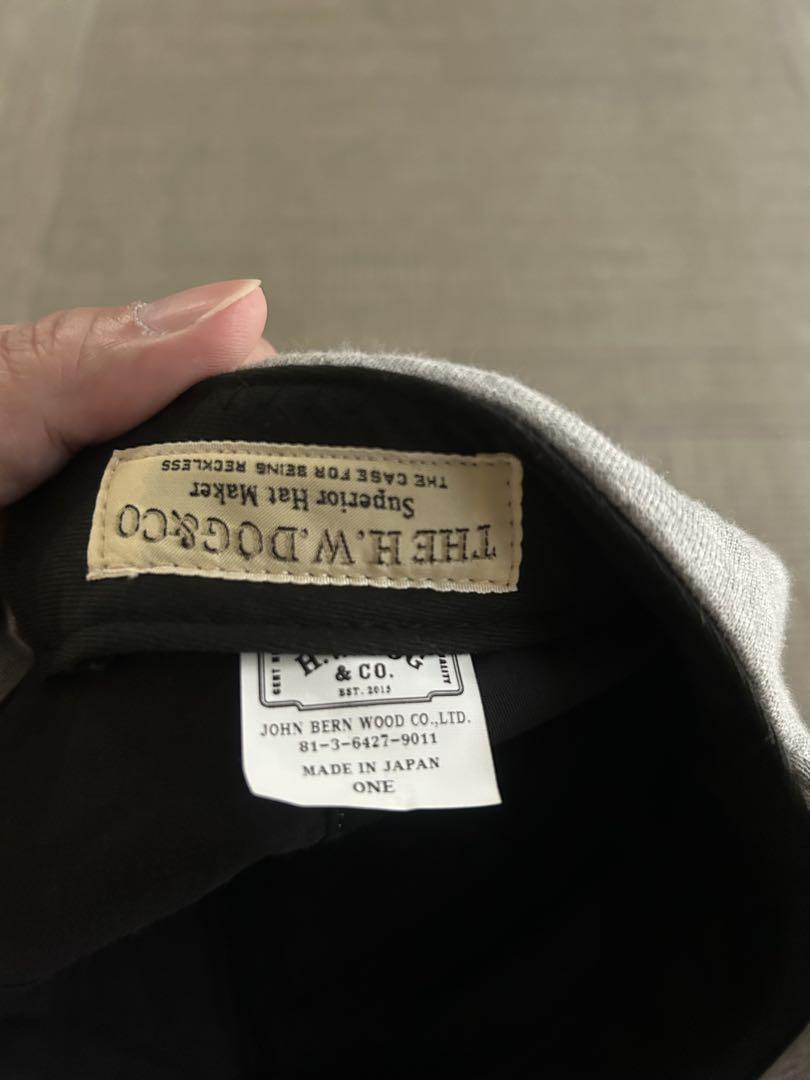 THE H.W.DOG&CO
Superior Hat Maker
THE CASE FOR BEING RECKLESS
& CO.
EST. 2015
JOHN BERN WOOD CO.,LTD.
81-3-6427-9011
MADE IN JAPAN
ONE